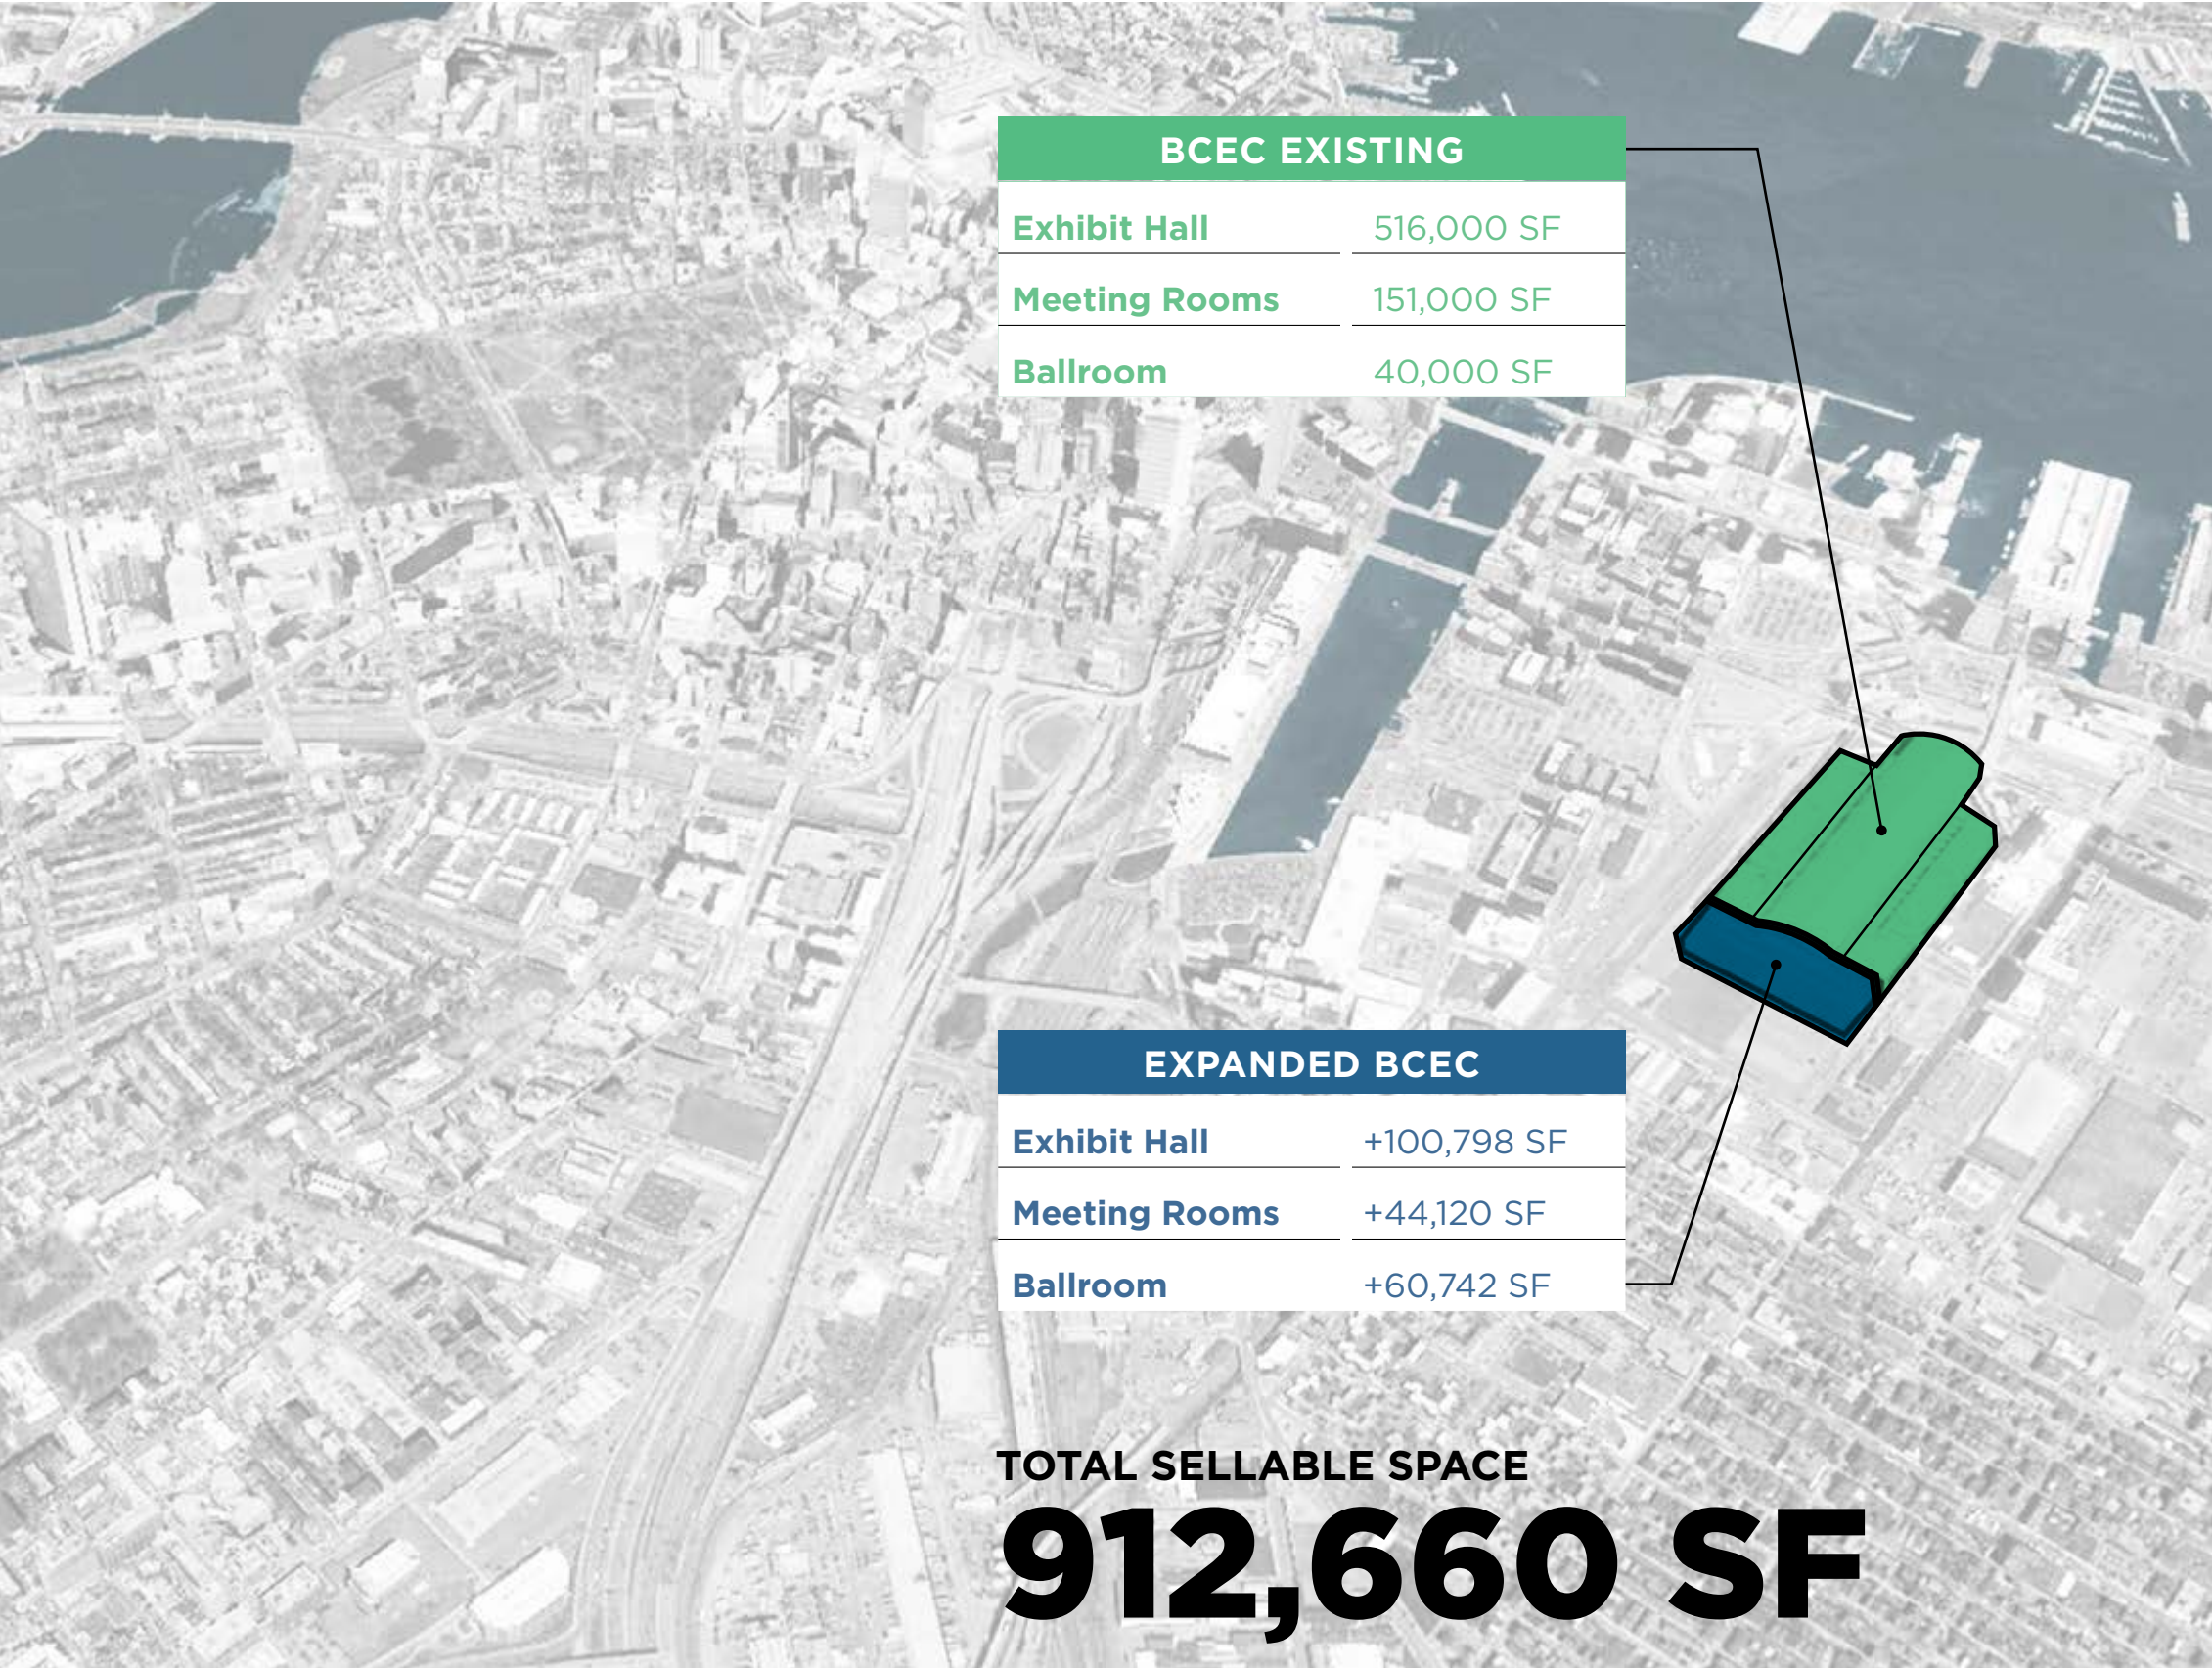 BCEC EXISTING
Exhibit Hall 516,000 SF
Meeting Rooms 151,000 SF
Ballroom 40,000 SF
EXPANDED BCEC
Exhibit Hall +100,798 SF
Meeting Rooms +44,120 SF
Ballroom +60,742 SF
TOTAL SELLABLE SPACE
912,660 SF